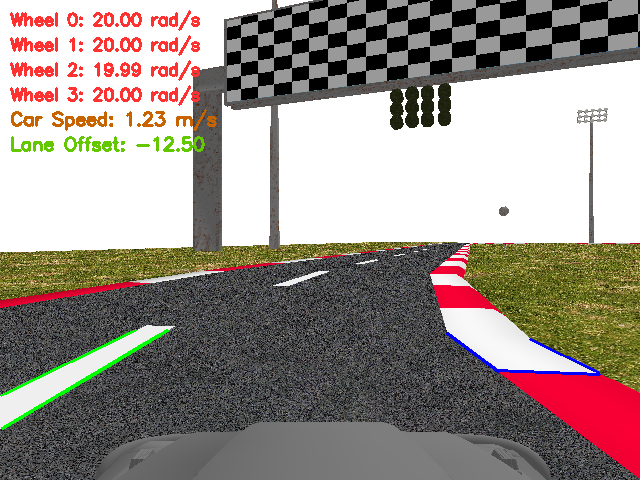 Wheel 0: 20.00 rad/s
Wheel 1: 20.00 rad/s
Wheel 2: 19.99 rad/s
Wheel 3: 20.00 rad/s
Car Speed: 1.23 m/s
Lane Offset: -12.50